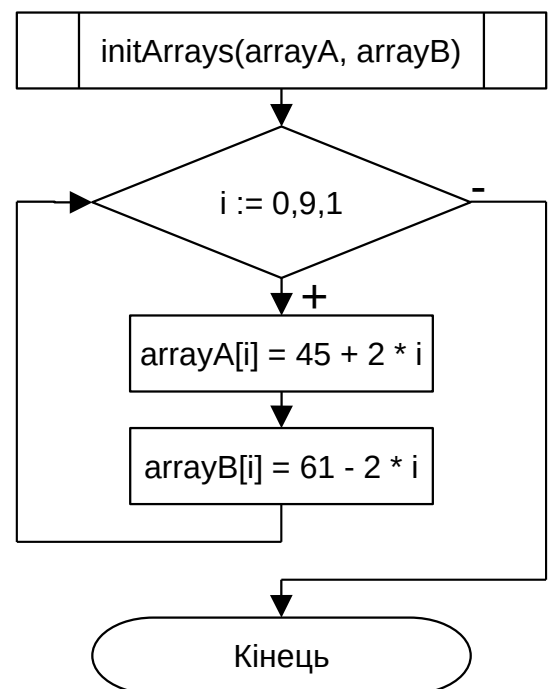 initArrays(arrayA, arrayB)
i := 0,9,1
-
+
arrayA[i] = 45 + 2 * i
arrayB[i] = 61 - 2 * i
Кінець